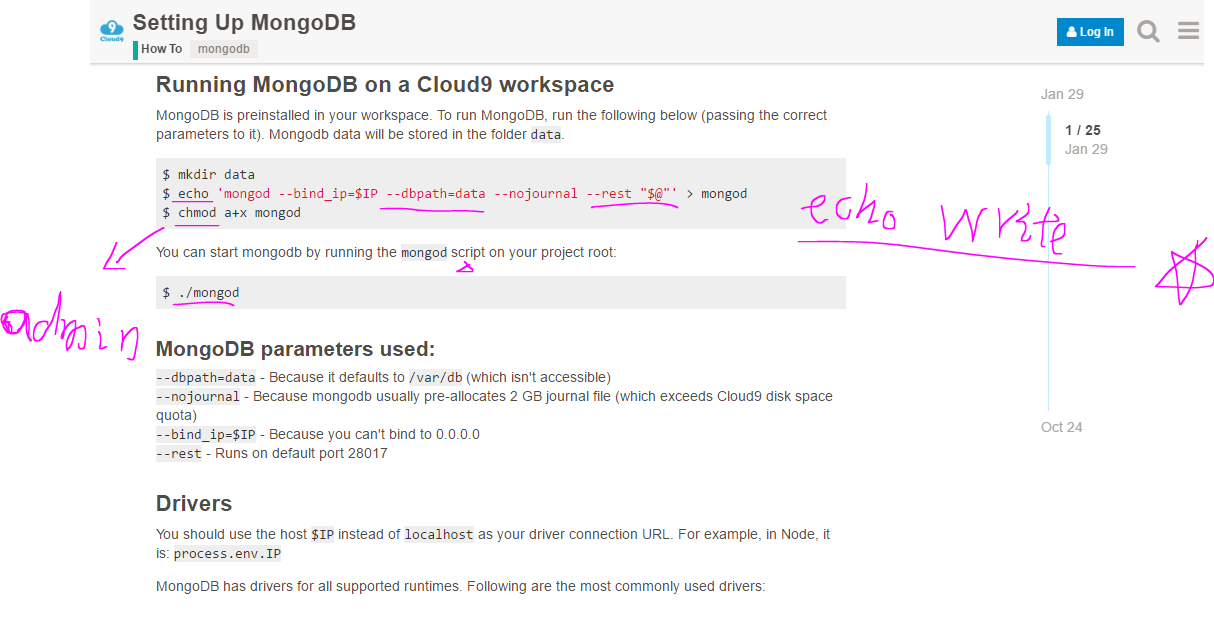 Setting Up MongoDB
Cloud9
How To mongodb
Log In
Running MongoDB on a Cloud9 workspace
MongoDB is preinstalled in your workspace. To run MongoDB, run the following below (passing the correct
parameters to it). Mongodb data will be stored in the folder data.
$ mkdir data
$ echo 'mongod --bind_ip=$IP --dbpath=data --nojournal --rest "$@"' > mongod
$ chmod a+x mongod
echo write
You can start mongodb by running the mongod script on your project root:
$ ./mongod
admin
MongoDB parameters used:
--dbpath=data - Because it defaults to /var/db (which isn't accessible)
--nojournal - Because mongodb usually pre-allocates 2 GB journal file (which exceeds Cloud9 disk space
quota)
--bind_ip=$IP - Because you can't bind to 0.0.0.0
--rest - Runs on default port 28017
Drivers
You should use the host $IP instead of localhost as your driver connection URL. For example, in Node, it
is: process.env.IP
MongoDB has drivers for all supported runtimes. Following are the most commonly used drivers:
Jan 29
1 / 25
Jan 29
Oct 24